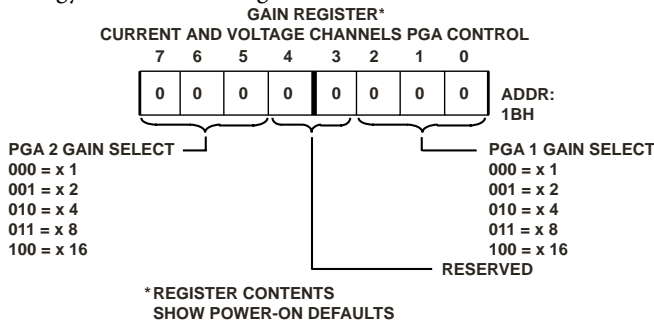 GAIN REGISTER*
CURRENT AND VOLTAGE CHANNELS PGA CONTROL
7 6 5 4 3 2 1 0
0 0 0 0 0 0 0 0
ADDR:
1BH
PGA 2 GAIN SELECT
000 = x 1
001 = x 2
010 = x 4
011 = x 8
100 = x 16
PGA 1 GAIN SELECT
000 = x 1
001 = x 2
010 = x 4
011 = x 8
100 = x 16
RESERVED
*REGISTER CONTENTS
SHOW POWER-ON DEFAULTS